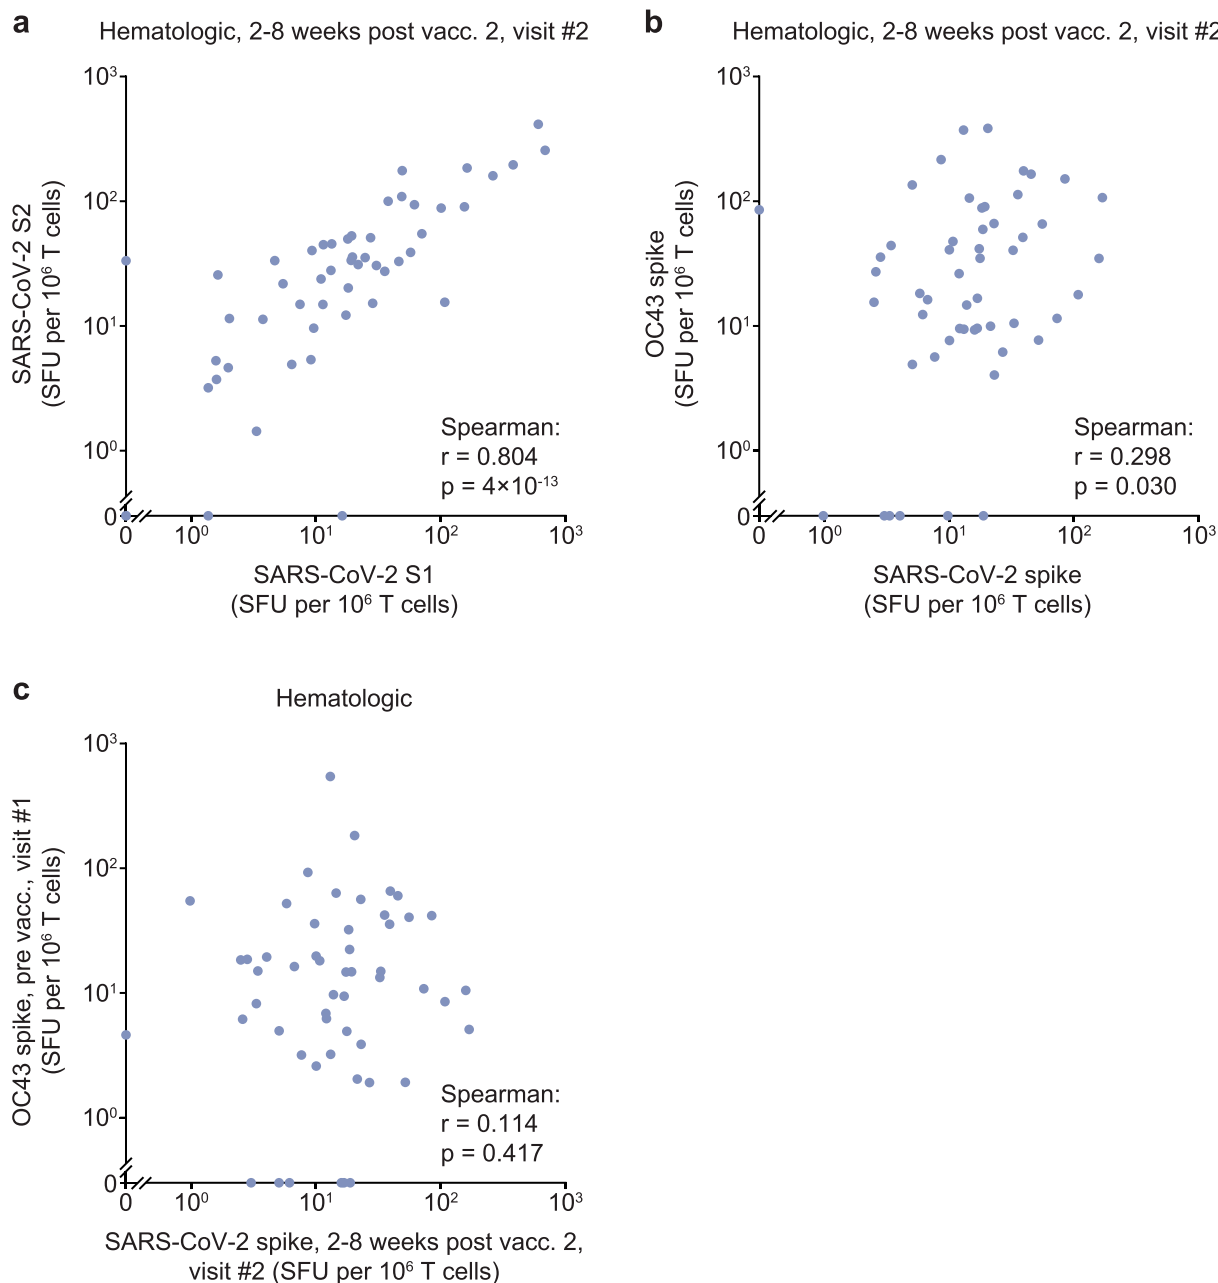 a
Hematologic, 2-8 weeks post vacc. 2, visit #2
10³
10²
10¹
10⁰
0
SARS-CoV-2 S2
(SFU per 10⁶ T cells)
Spearman:
r = 0.804
p = 4×10⁻¹³
0 10⁰ 10¹ 10² 10³
SARS-CoV-2 S1
(SFU per 10⁶ T cells)
b
Hematologic, 2-8 weeks post vacc. 2, visit #2
10³
10²
10¹
10⁰
0
OC43 spike
(SFU per 10⁶ T cells)
Spearman:
r = 0.298
p = 0.030
0 10⁰ 10¹ 10² 10³
SARS-CoV-2 spike
(SFU per 10⁶ T cells)
c
Hematologic
10³
10²
10¹
10⁰
0
OC43 spike, pre vacc., visit #1
(SFU per 10⁶ T cells)
Spearman:
r = 0.114
p = 0.417
0 10⁰ 10¹ 10² 10³
SARS-CoV-2 spike, 2-8 weeks post vacc. 2,
visit #2 (SFU per 10⁶ T cells)